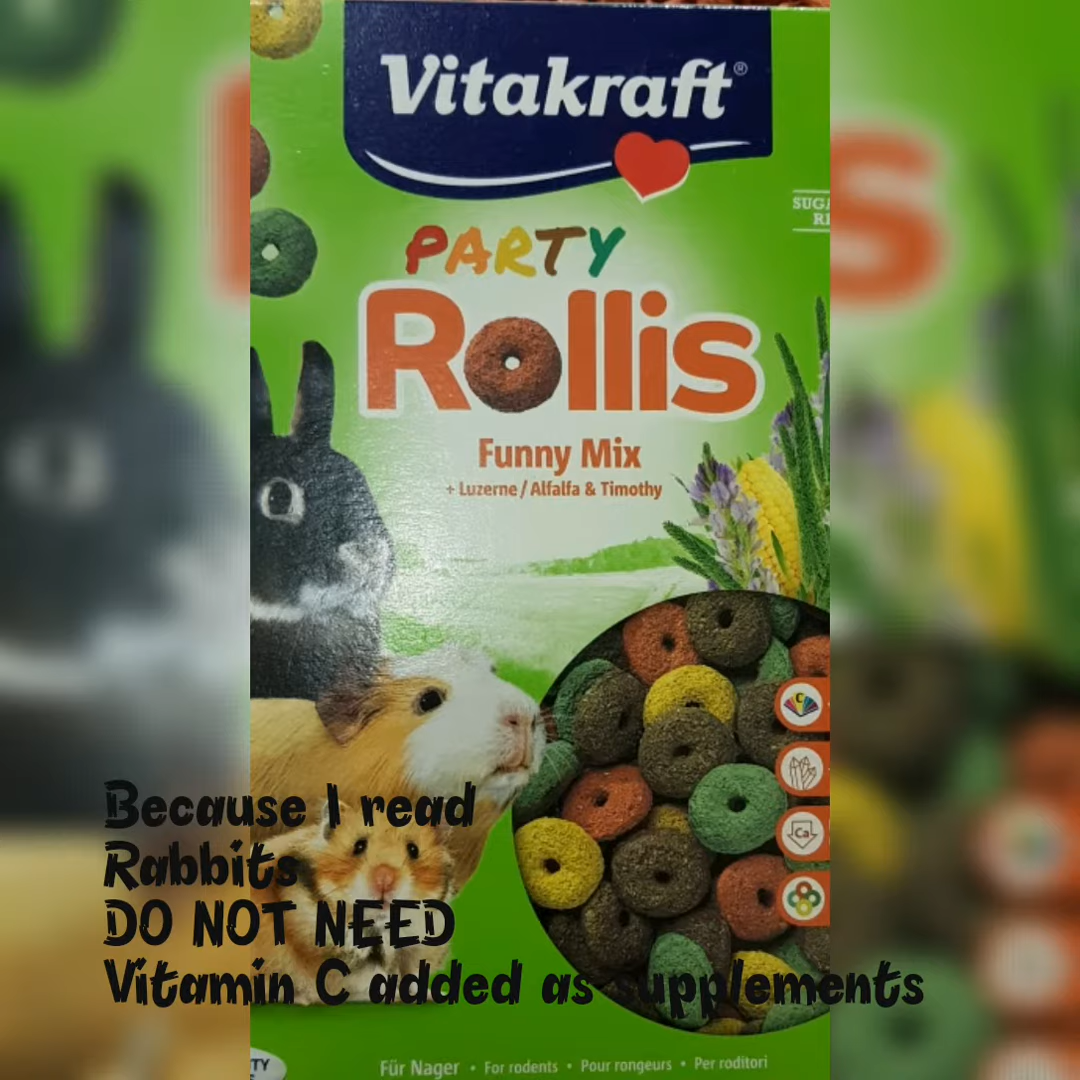 Vitakraft®
PARTY
Rollis
Funny Mix
+ Luzerne / Alfalfa & Timothy
Ca
Because I read
Rabbits
DO NOT NEED
Vitamin C added as supplements
Für Nager • For rodents • Pour rongeurs • Per roditori